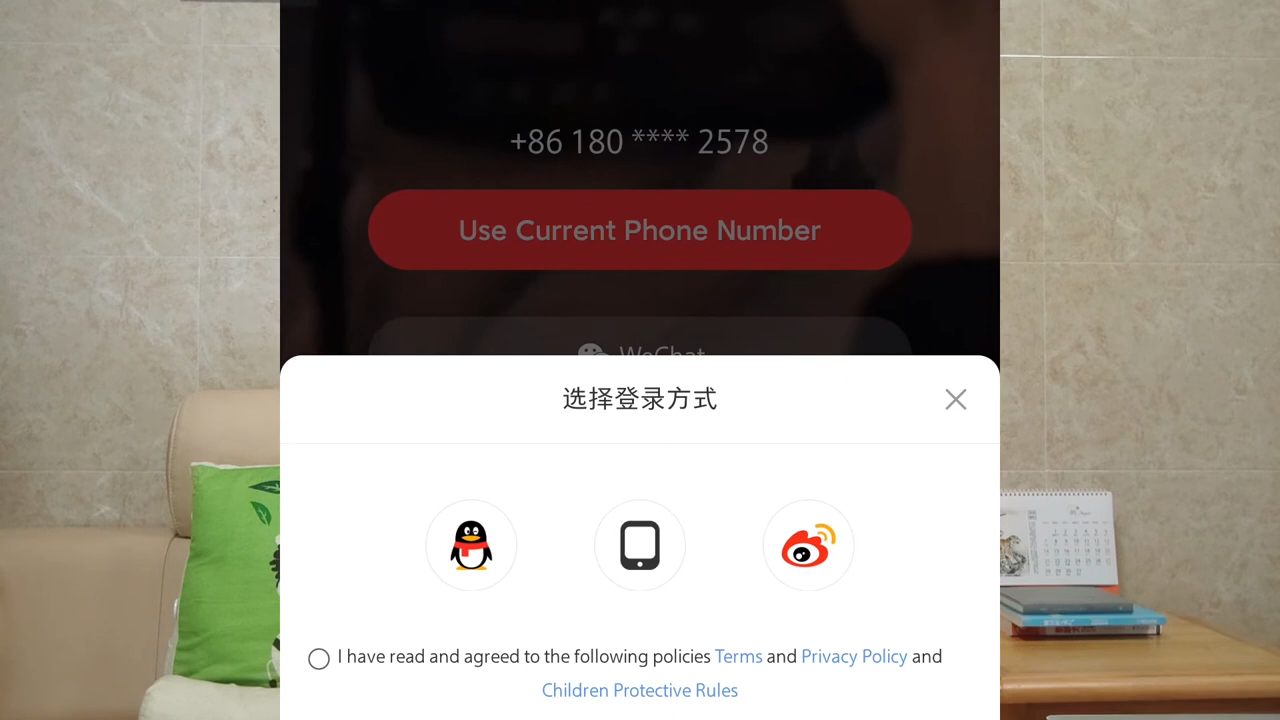 +86 180 **** 2578
Use Current Phone Number
WeChat
选择登录方式
I have read and agreed to the following policies Terms and Privacy Policy and
Children Protective Rules